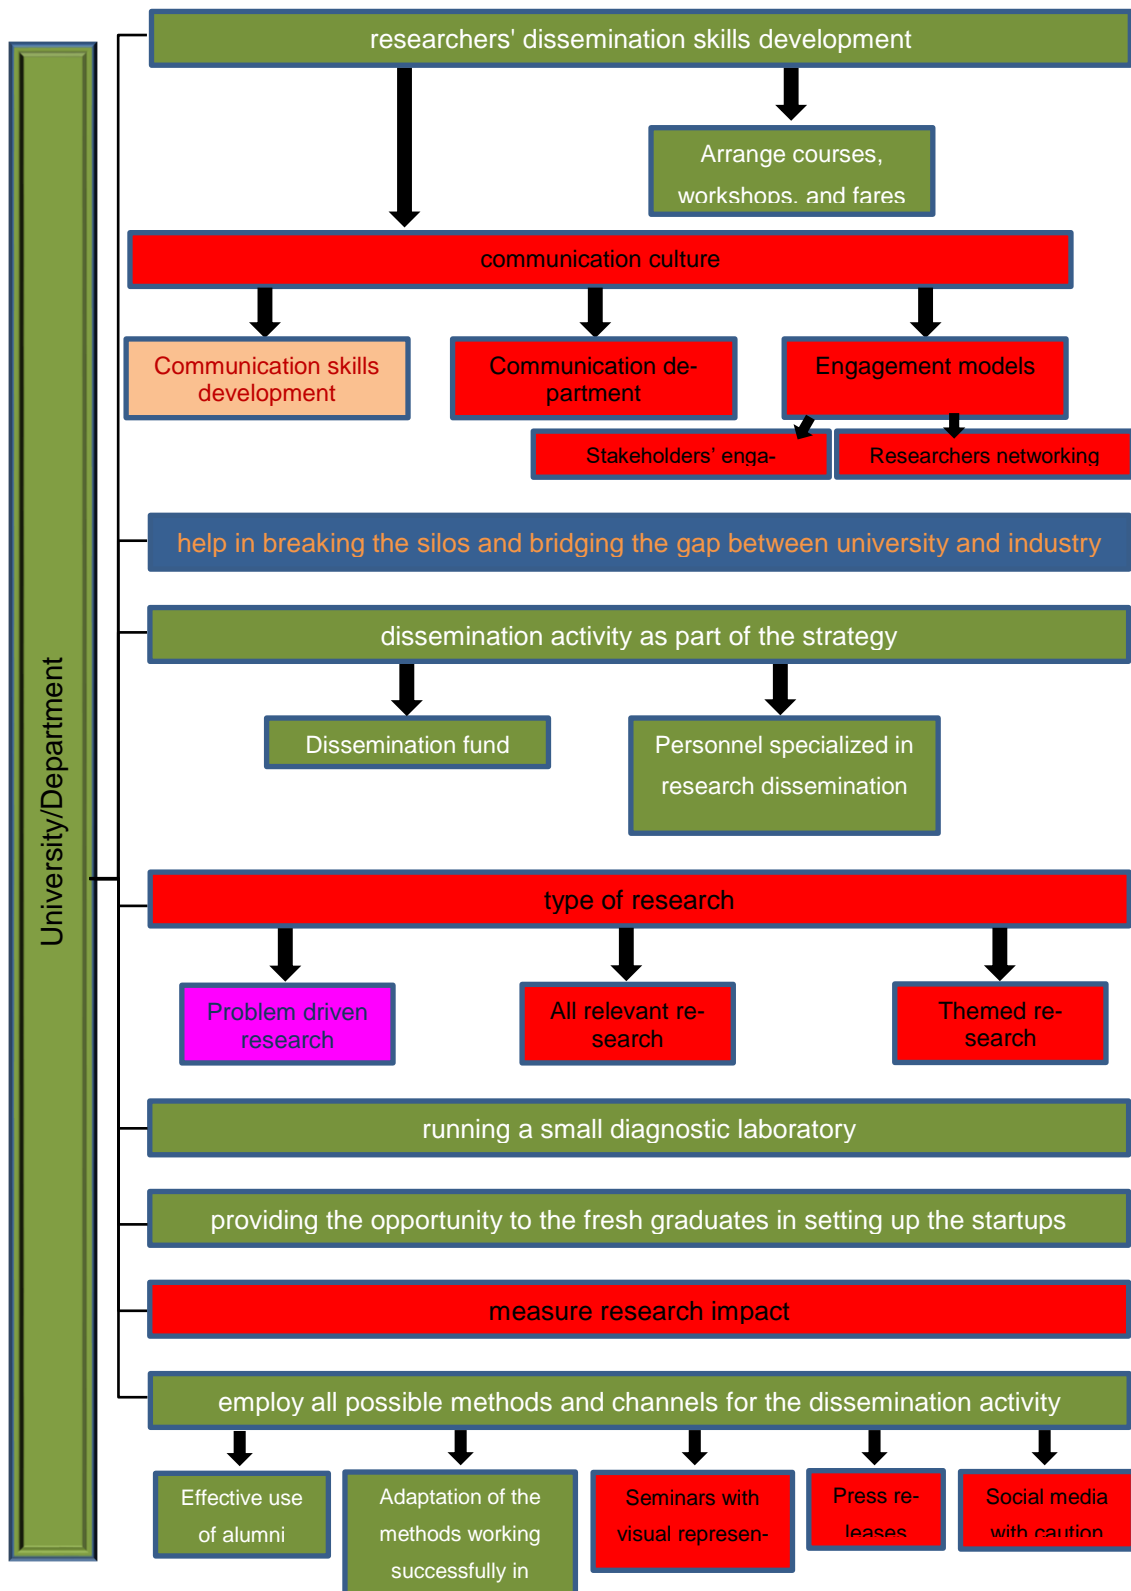 University/Department
researchers' dissemination skills development
Arrange courses,
workshops, and fares
communication culture
Communication skills
development
Communication de-
partment
Engagement models
Stakeholders’ enga-
Researchers networking
help in breaking the silos and bridging the gap between university and industry
dissemination activity as part of the strategy
Dissemination fund
Personnel specialized in
research dissemination
type of research
Problem driven
research
All relevant re-
search
Themed re-
search
running a small diagnostic laboratory
providing the opportunity to the fresh graduates in setting up the startups
measure research impact
employ all possible methods and channels for the dissemination activity
Effective use
of alumni
Adaptation of the
methods working
successfully in
Seminars with
visual represen-
Press re-
leases
Social media
with caution